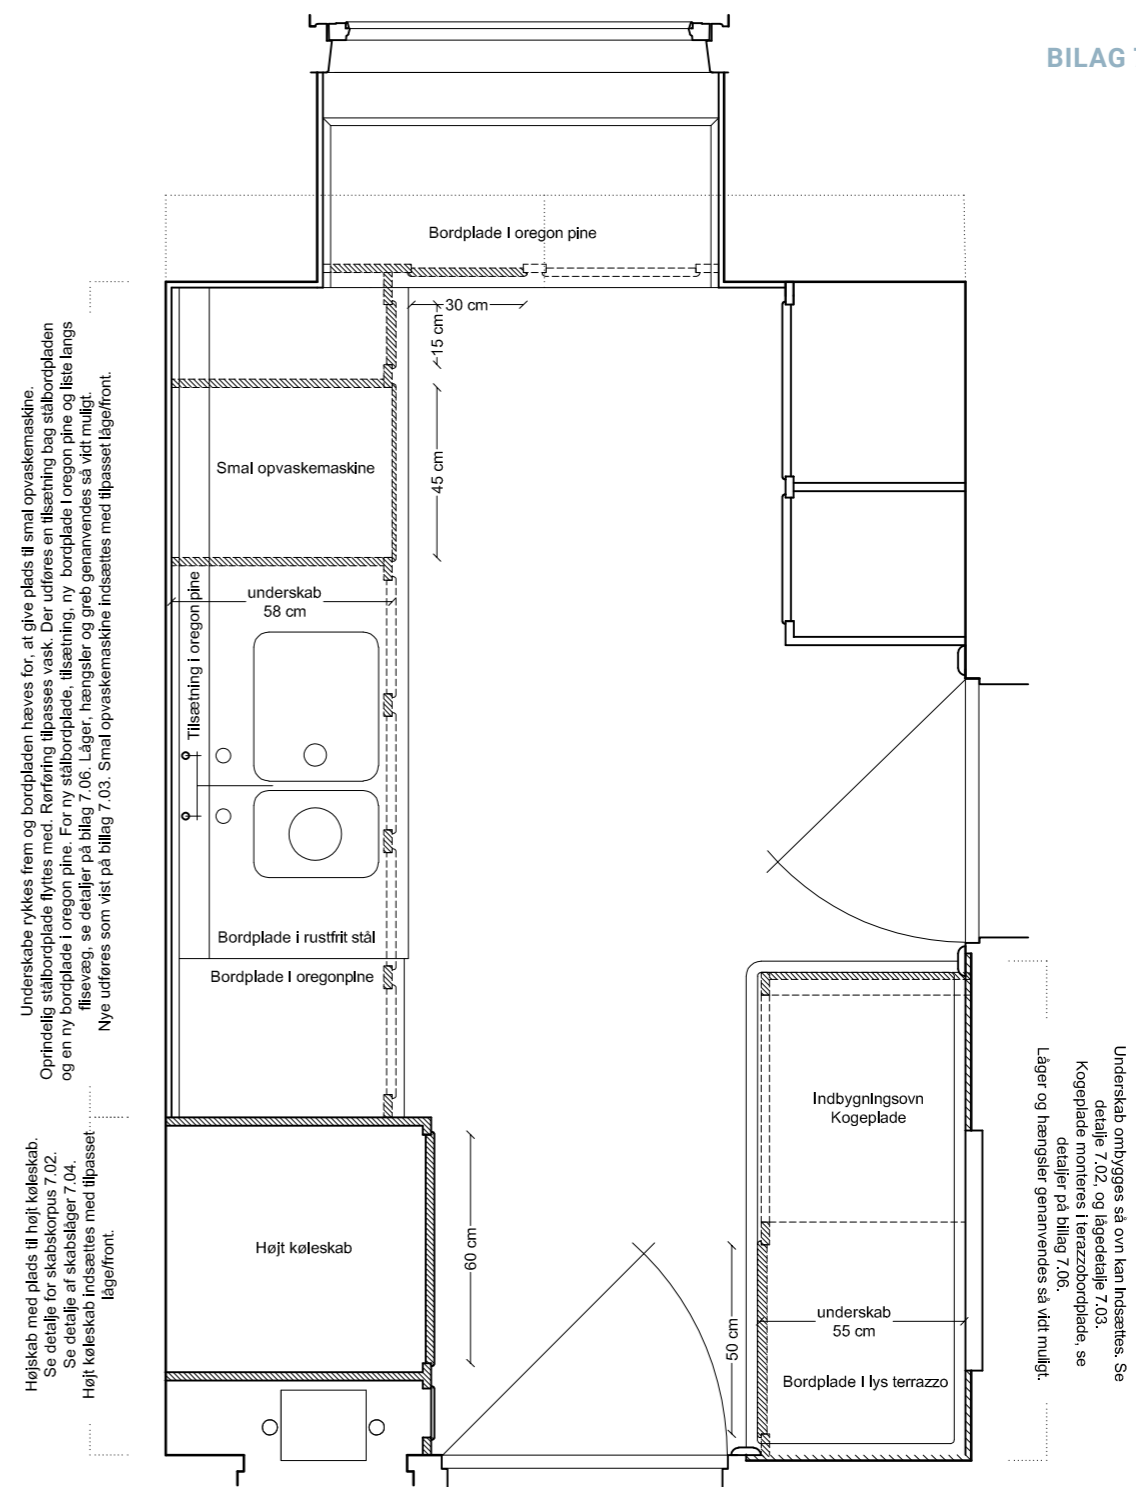 BILAG 7
Bordplade I oregon pine
30 cm
15 cm
45 cm
Smal opvaskemaskine
underskab
58 cm
Tilsætning i oregon pine
Bordplade i rustfrit stål
Bordplade I oregonpine
Indbygningsovn
Kogeplade
Højt køleskab
60 cm
50 cm
underskab
55 cm
Bordplade I lys terrazzo
Underskabe rykkes frem og bordpladen hæves for, at give plads til smal opvaskemaskine.
Oprindelig stålbordplade flyttes med. Rørføring tilpasses vask. Der udføres en tilsætning bag stålbordpladen
og en ny bordplade i oregon pine. For ny stålbordplade, tilsætning, ny bordplade I oregon pine og liste langs
flisevæg, se detaljer på bilag 7.06. Låger, hængsler og greb genanvendes så vidt muligt.
Nye udføres som vist på billag 7.03. Smal opvaskemaskine indsættes med tilpasset låge/front.
Højskab med plads til højt køleskab.
Se detalje for skabskorpus 7.02.
Se detalje af skabslåger 7.04.
Højt køleskab indsættes med tilpasset
låge/front.
Underskab ombygges så ovn kan Indsættes. Se
detalje 7.02, og lågedetalje 7.03.
Kogeplade monteres i terazzobordplade, se
detaljer på billag 7.06.
Låger og hængsler genanvendes så vidt muligt.